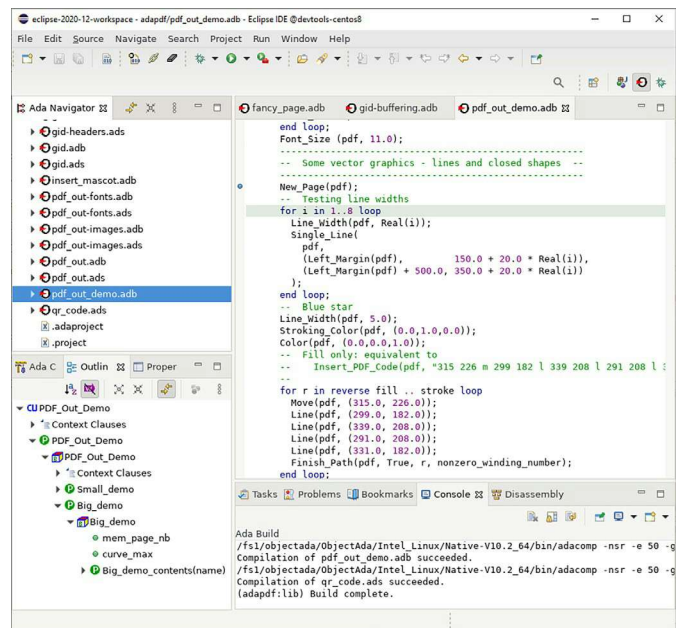 eclipse-2020-12-workspace - adapdf/pdf_out_demo.adb - Eclipse IDE @devtools-centos8
File Edit Source Navigate Search Project Run Window Help
Ada Navigator
gid-headers.ads
gid.adb
gid.ads
insert_mascot.adb
pdf_out-fonts.adb
pdf_out-fonts.ads
pdf_out-images.adb
pdf_out-images.ads
pdf_out.adb
pdf_out.ads
pdf_out_demo.adb
qr_code.ads
.adaproject
.project
Ada C Outlin Proper
CU PDF_Out_Demo
Context Clauses
PDF_Out_Demo
PDF_Out_Demo
Context Clauses
Small_demo
Big_demo
Big_demo
mem_page_nb
curve_max
Big_demo_contents(name)
fancy_page.adb gid-buffering.adb pdf_out_demo.adb
end loop;
Font_Size (pdf, 11.0);
-------------------------------------------------------
-- Some vector graphics - lines and closed shapes --
-------------------------------------------------------
New_Page(pdf);
-- Testing line widths
for i in 1..8 loop
Line_Width(pdf, Real(i));
Single_Line(
pdf,
(Left_Margin(pdf), 150.0 + 20.0 * Real(i)),
(Left_Margin(pdf) + 500.0, 350.0 + 20.0 * Real(i))
);
end loop;
-- Blue star
Line_Width(pdf, 5.0);
Stroking_Color(pdf, (0.0,1.0,0.0));
Color(pdf, (0.0,0.0,1.0));
-- Fill only: equivalent to
-- Insert_PDF_Code(pdf, "315 226 m 299 182 l 339 208 l 291 208 l
--
for r in reverse fill .. stroke loop
Move(pdf, (315.0, 226.0));
Line(pdf, (299.0, 182.0));
Line(pdf, (339.0, 208.0));
Line(pdf, (291.0, 208.0));
Line(pdf, (331.0, 182.0));
Finish_Path(pdf, True, r, nonzero_winding_number);
end loop;
Tasks Problems Bookmarks Console Disassembly
Ada Build
/fs1/objectada/ObjectAda/Intel_Linux/Native-V10.2_64/bin/adacomp -nsr -e 50 -g
Compilation of pdf_out_demo.adb succeeded.
/fs1/objectada/ObjectAda/Intel_Linux/Native-V10.2_64/bin/adacomp -nsr -e 50 -g
Compilation of qr_code.ads succeeded.
(adapdf:lib) Build complete.